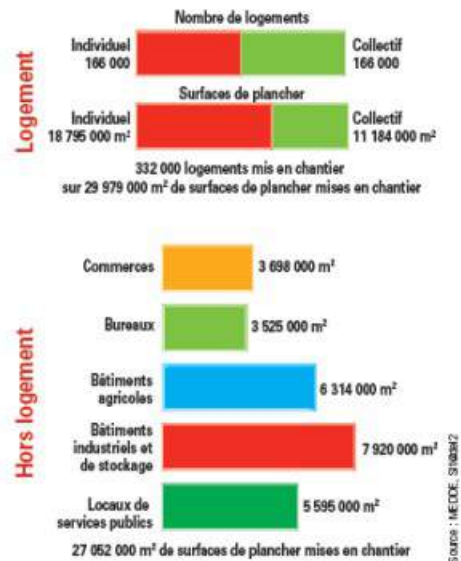 Logement
Nombre de logements
Individuel
166 000
Collectif
166 000
Surfaces de plancher
Individuel
18 795 000 m²
Collectif
11 184 000 m²
332 000 logements mis en chantier
sur 29 979 000 m² de surfaces de plancher mises en chantier
Hors logement
Commerces
3 698 000 m²
Bureaux
3 525 000 m²
Bâtiments
agricoles
6 314 000 m²
Bâtiments
industriels et
de stockage
7 920 000 m²
Locaux de
services publics
5 595 000 m²
27 052 000 m² de surfaces de plancher mises en chantier
Source : MEDDE,